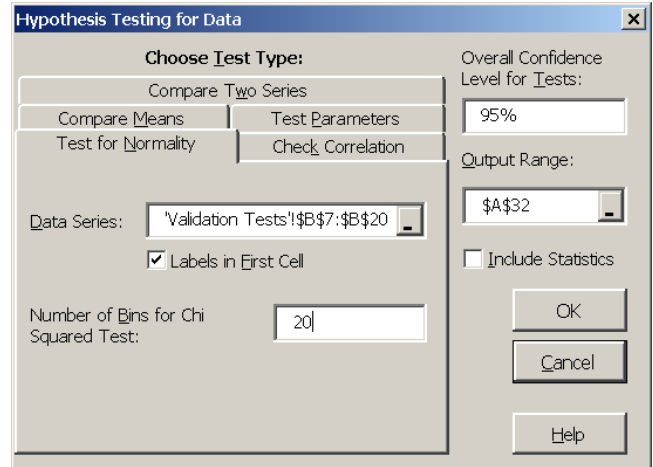 Hypothesis Testing for Data
Choose Test Type:
Compare Two Series
Compare Means
Test Parameters
Test for Normality
Check Correlation
Data Series:
'Validation Tests'!$B$7:$B$20
Labels in First Cell
Number of Bins for Chi
Squared Test:
20
Overall Confidence
Level for Tests:
95%
Output Range:
$A$32
Include Statistics
OK
Cancel
Help